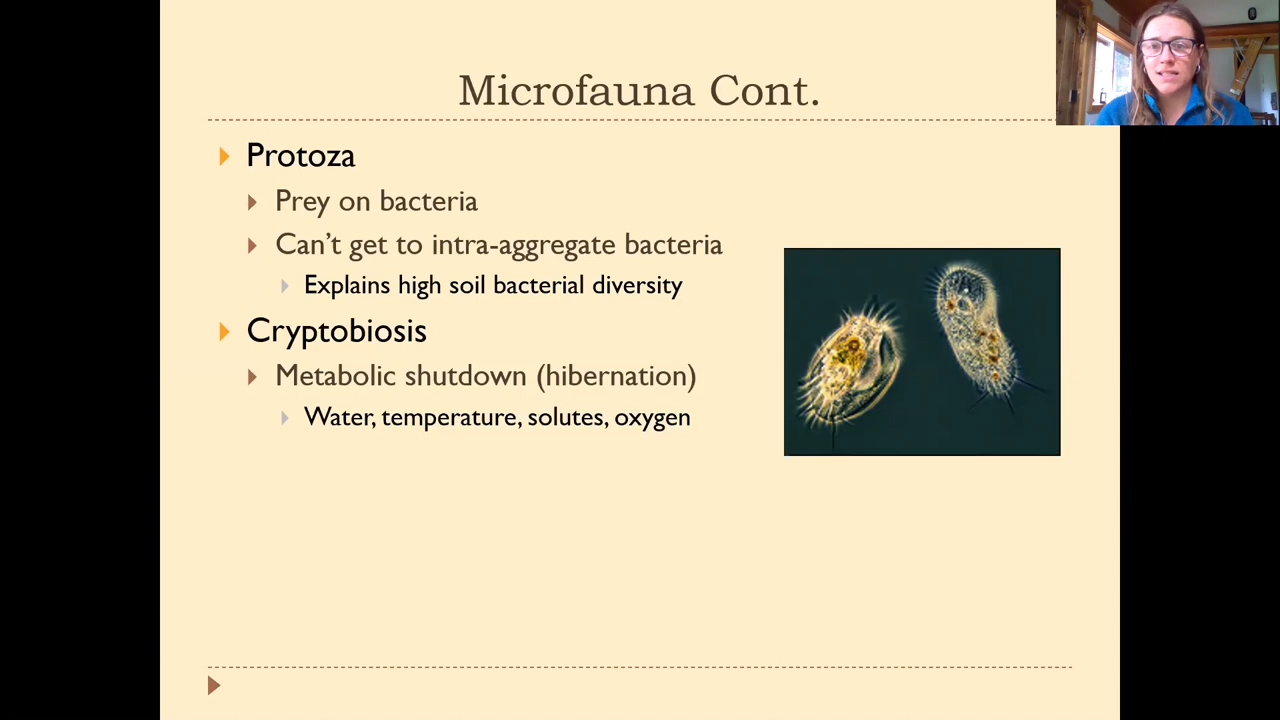 Microfauna Cont.
Protoza
Prey on bacteria
Can't get to intra-aggregate bacteria
Explains high soil bacterial diversity
Cryptobiosis
Metabolic shutdown (hibernation)
Water, temperature, solutes, oxygen